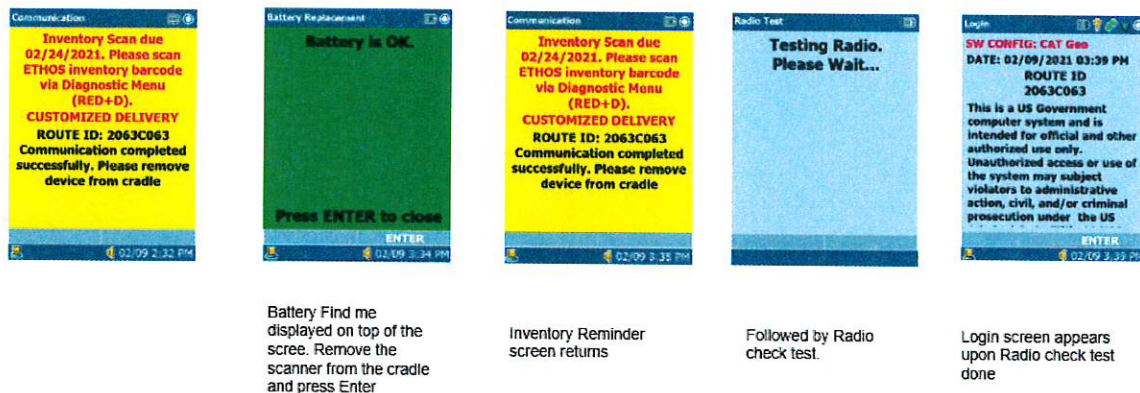 Communication
Inventory Scan due
02/24/2021. Please scan
ETHOS inventory barcode
via Diagnostic Menu
(RED+D).
CUSTOMIZED DELIVERY
ROUTE ID: 2063C063
Communication completed
successfully. Please remove
device from cradle
02/09 2:32 PM
Battery Replacement
Battery is OK.
Press ENTER to close
ENTER
02/09 3:34 PM
Battery Find me
displayed on top of the
scree. Remove the
scanner from the cradle
and press Enter
Communication
Inventory Scan due
02/24/2021. Please scan
ETHOS inventory barcode
via Diagnostic Menu
(RED+D).
CUSTOMIZED DELIVERY
ROUTE ID: 2063C063
Communication completed
successfully. Please remove
device from cradle
02/09 3:35 PM
Inventory Reminder
screen returns
Radio Test
Testing Radio.
Please Wait...
Followed by Radio
check test.
Login
SW CONFIG: CAT Geo
DATE: 02/09/2021 03:39 PM
ROUTE ID
2063C063
This is a US Government
computer system and is
intended for official and other
authorized use only.
Unauthorized access or use of
the system may subject
violators to administrative
action, civil, and/or criminal
prosecution under the US
ENTER
02/09 3:39 PM
Login screen appears
upon Radio check test
done